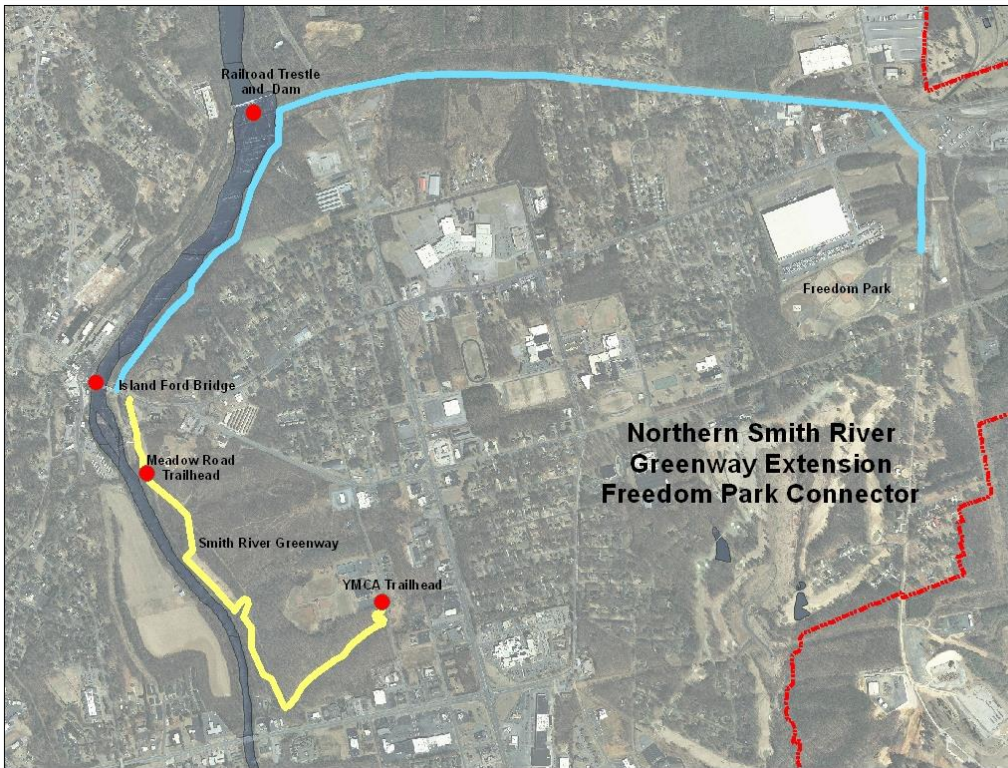 Railroad Trestle
and Dam
Freedom Park
Island Ford Bridge
Northern Smith River
Greenway Extension
Freedom Park Connector
Meadow Road
Trailhead
Smith River Greenway
YMCA Trailhead